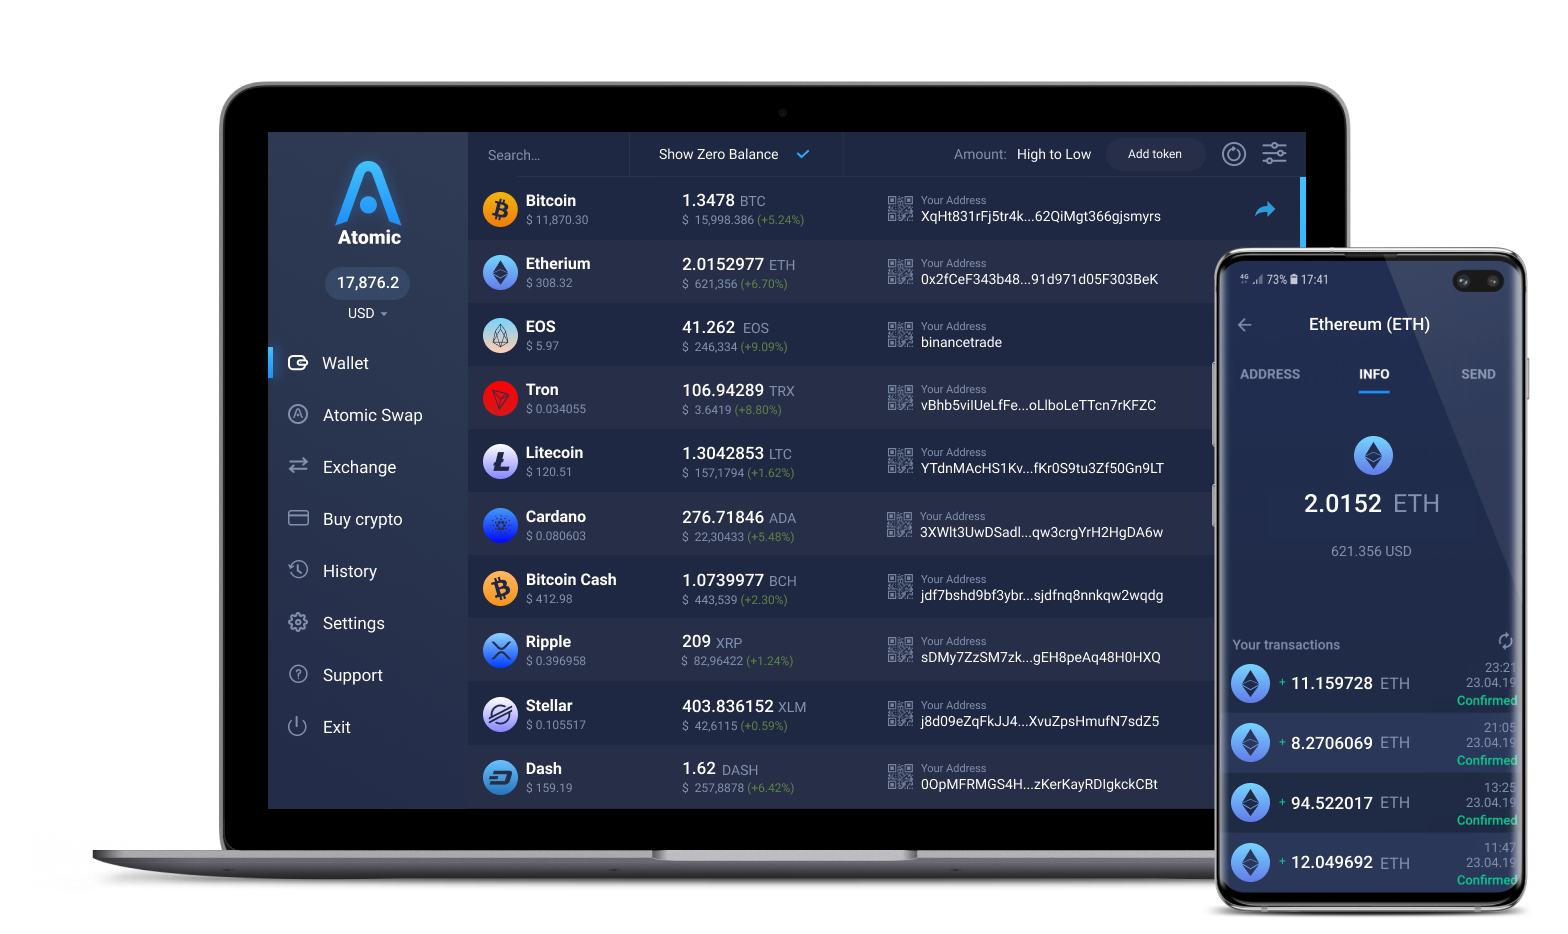 Search...
Show Zero Balance
Amount: High to Low
Add token
Atomic
17,876.2
USD
Wallet
Atomic Swap
Exchange
Buy crypto
History
Settings
Support
Exit
Bitcoin
$ 11,870.30
1.3478 BTC
$ 15,998.386 (+5.24%)
Your Address
XqHt831rFj5tr4k...62QiMgt366gjsmyrs
Etherium
$ 308.32
2.0152977 ETH
$ 621,356 (+6.70%)
Your Address
0x2fCeF343b48...91d971d05F303BeK
EOS
$ 5.97
41.262 EOS
$ 246,334 (+9.09%)
Your Address
binancetrade
Tron
$ 0.034055
106.94289 TRX
$ 3.6419 (+8.80%)
Your Address
vBhb5viIUeLfFe...oLlboLeTTcn7rKFZC
Litecoin
$ 120.51
1.3042853 LTC
$ 157,1794 (+1.62%)
Your Address
YTdnMAcHS1Kv...fKr0S9tu3Zf50Gn9LT
Cardano
$ 0.080603
276.71846 ADA
$ 22,30433 (+5.48%)
Your Address
3XWlt3UwDSadl...qw3crgYrH2HgDA6w
Bitcoin Cash
$ 412.98
1.0739977 BCH
$ 443,539 (+2.30%)
Your Address
jdf7bshd9bf3ybr...sjdfnq8nnkqw2wqdg
Ripple
$ 0.396958
209 XRP
$ 82,96422 (+1.24%)
Your Address
sDMy7ZzSM7zk...gEH8peAq48H0HXQ
Stellar
$ 0.105517
403.836152 XLM
$ 42,6115 (+0.59%)
Your Address
j8d09eZqFkJJ4...XvuZpsHmufN7sdZ5
Dash
$ 159.19
1.62 DASH
$ 257,8878 (+6.42%)
Your Address
0OpMFRMGS4H...zKerKayRDIgkckCBt
4G 73% 17:41
Ethereum (ETH)
ADDRESS
INFO
SEND
2.0152 ETH
621.356 USD
Your transactions
+ 11.159728 ETH
23:21
23.04.19
Confirmed
+ 8.2706069 ETH
21:05
23.04.19
Confirmed
+ 94.522017 ETH
13:25
23.04.19
Confirmed
+ 12.049692 ETH
11:47
23.04.19
Confirmed